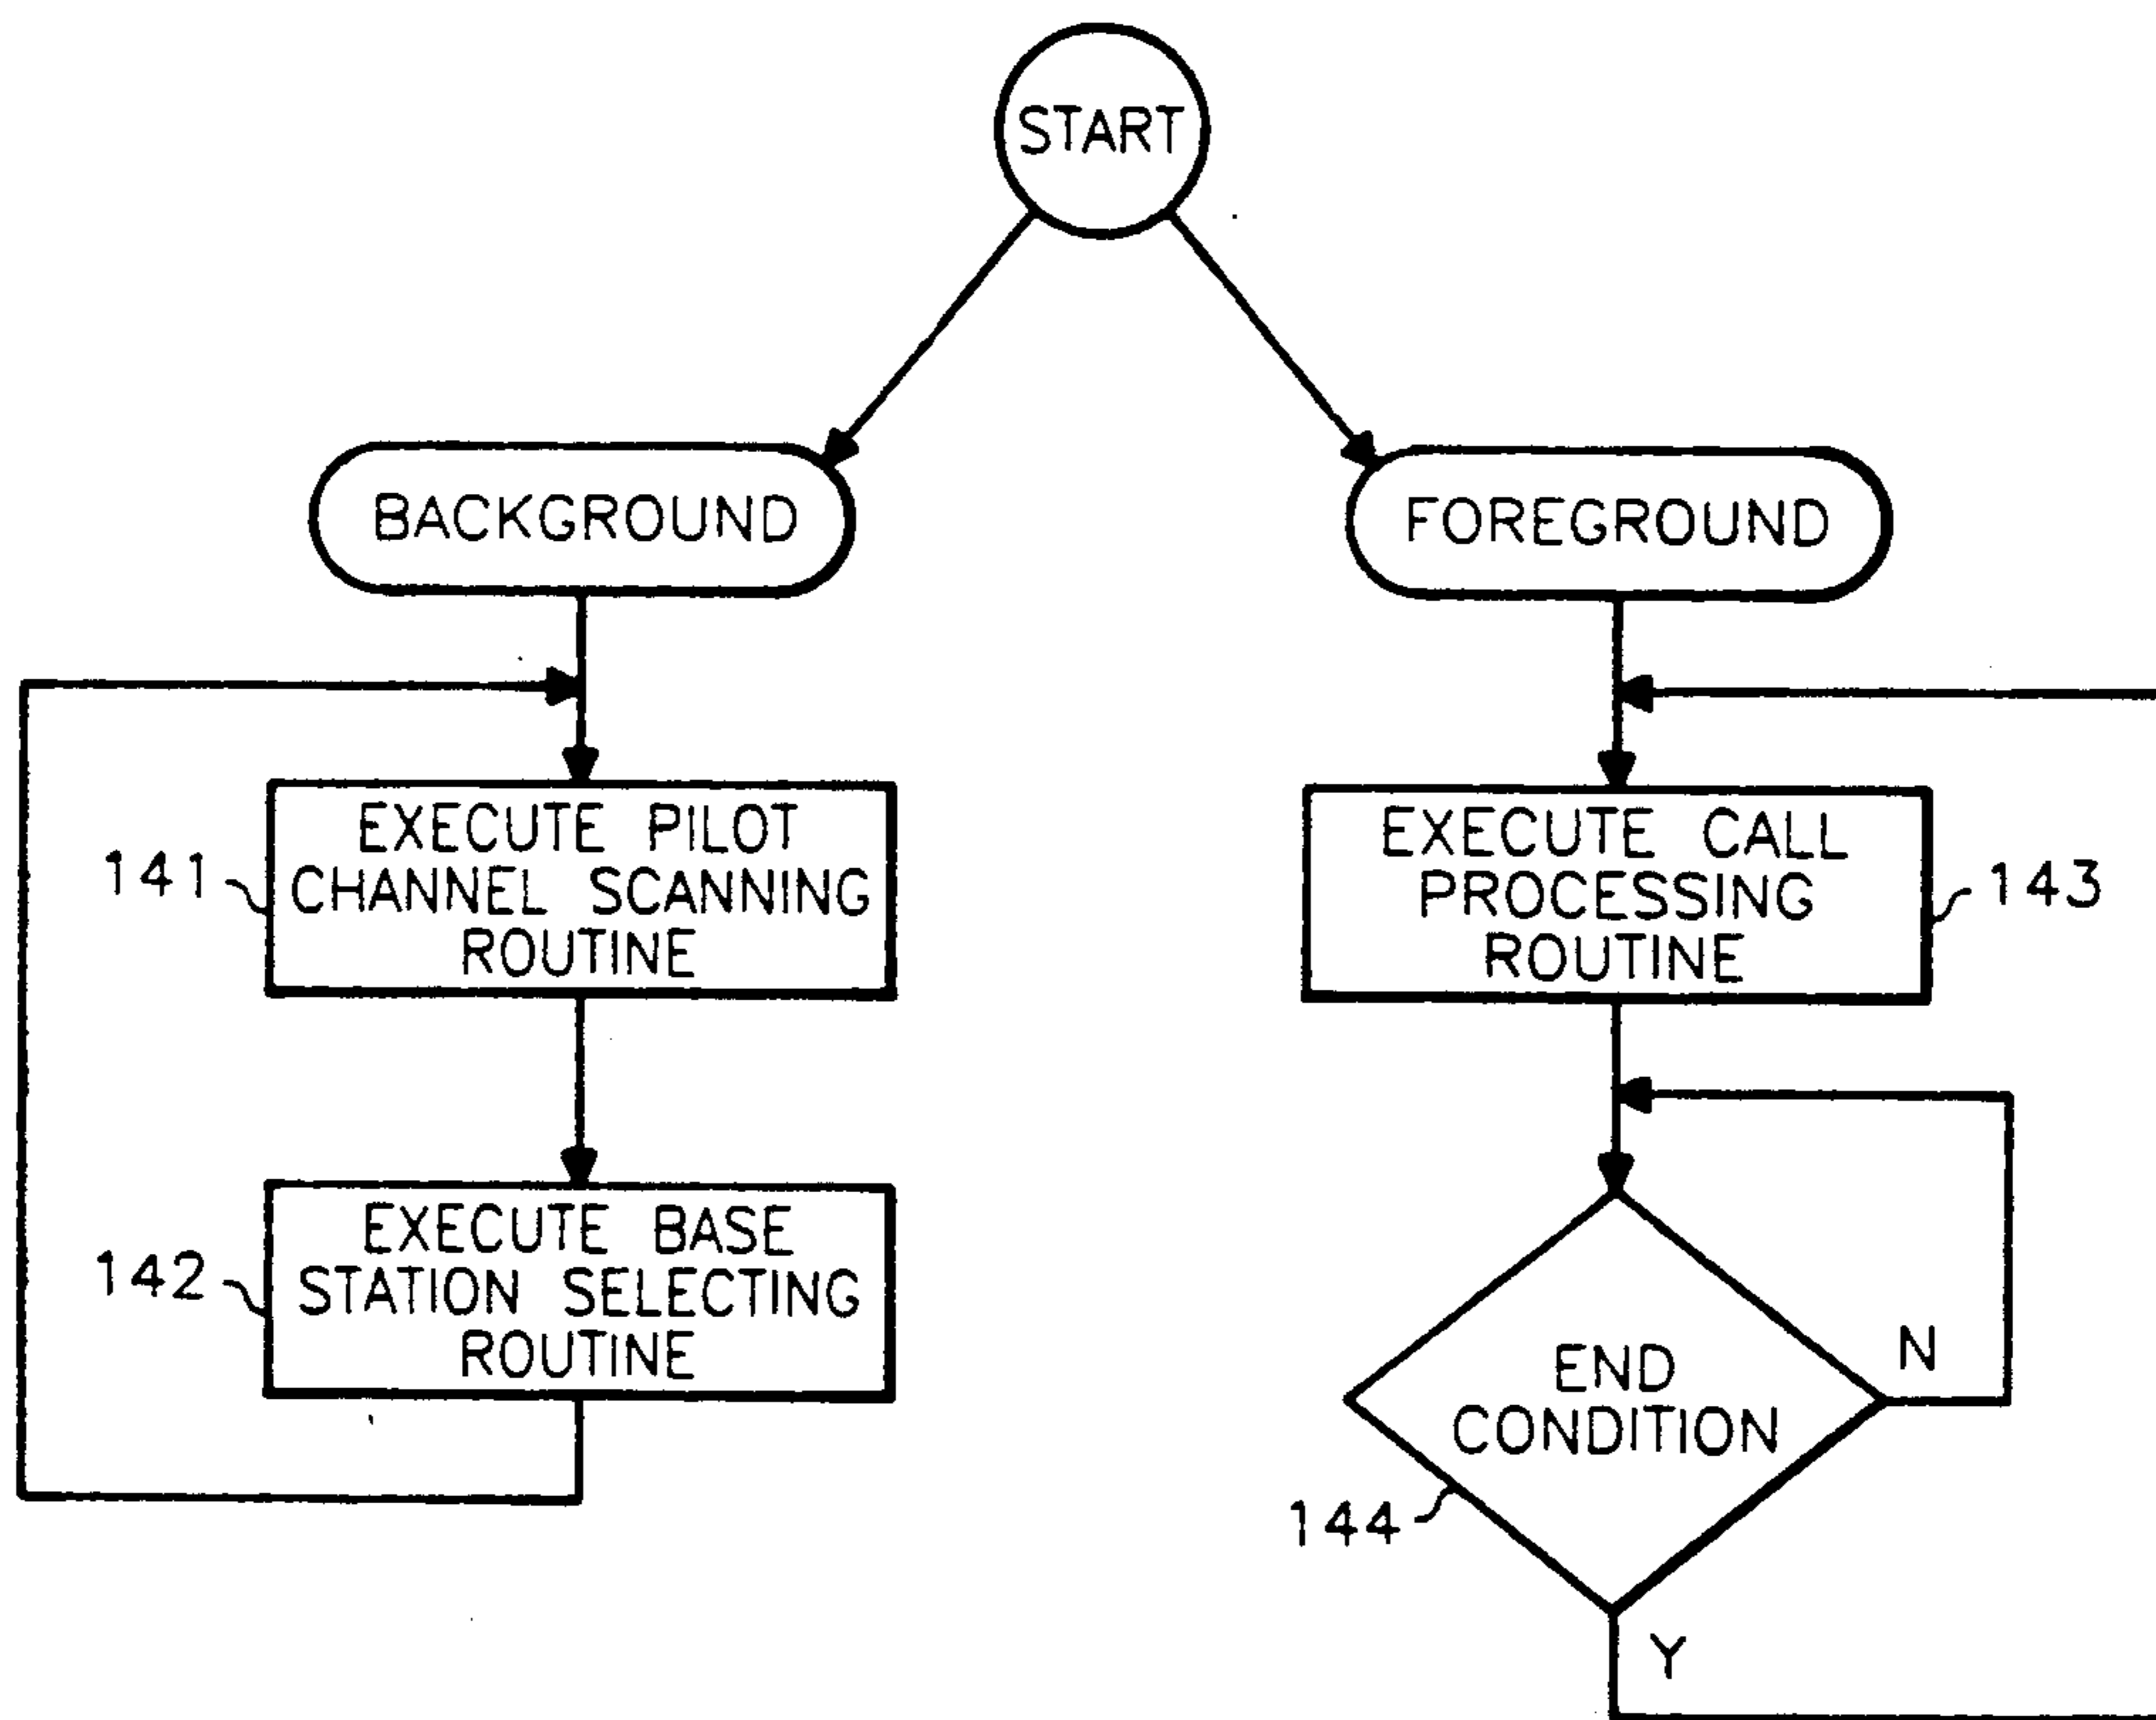 START
BACKGROUND
EXECUTE PILOT
CHANNEL SCANNING
ROUTINE
141
EXECUTE BASE
STATION SELECTING
ROUTINE
142
FOREGROUND
EXECUTE CALL
PROCESSING
ROUTINE
143
END
CONDITION
N
144
Y